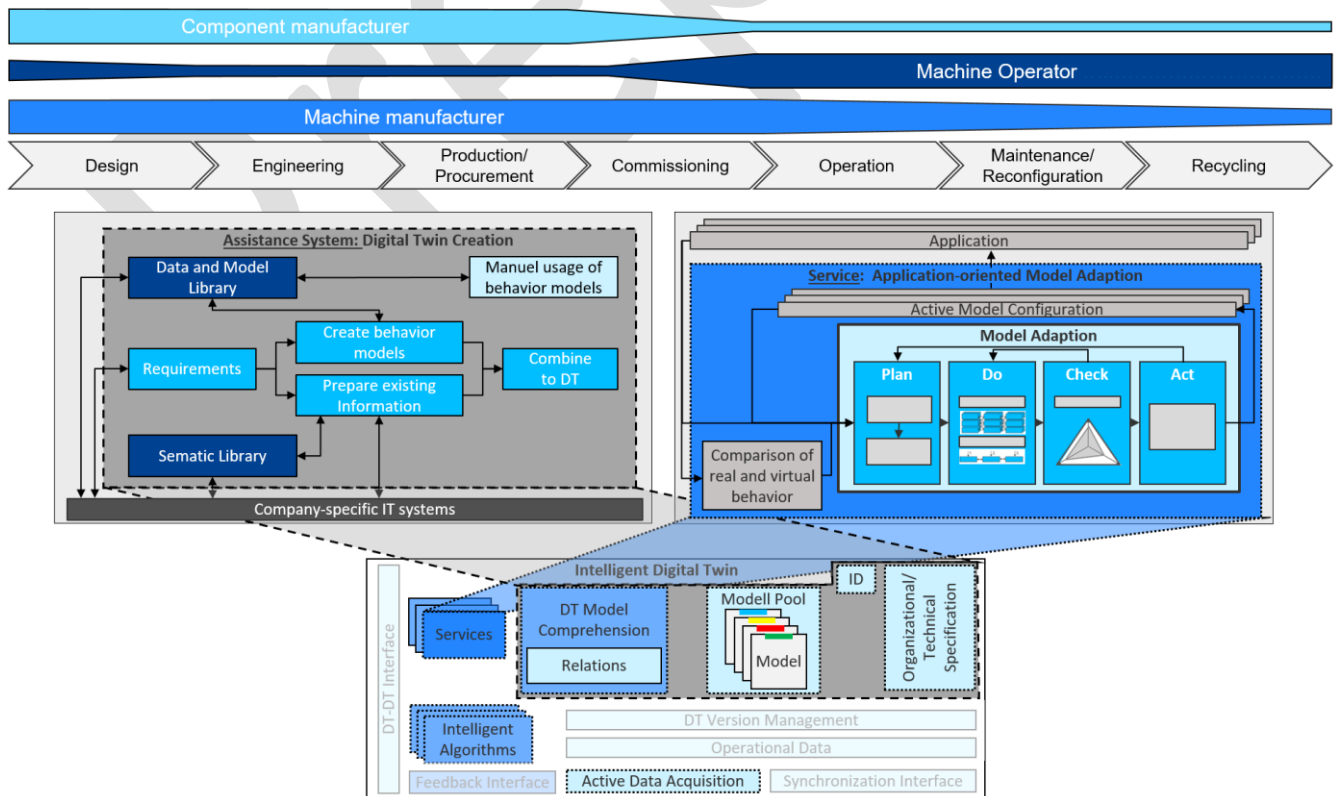 Component manufacturer
Machine Operator
Machine manufacturer
Design
Engineering
Production/
Procurement
Commissioning
Operation
Maintenance/
Reconfiguration
Recycling
Assistance System: Digital Twin Creation
Data and Model
Library
Manuel usage of
behavior models
Create behavior
models
Requirements
Combine
to DT
Prepare existing
Information
Sematic Library
Company-specific IT systems
Application
Service: Application-oriented Model Adaption
Active Model Configuration
Model Adaption
Plan
Do
Check
Act
Comparison of
real and virtual
behavior
Intelligent Digital Twin
DT-DT Interface
Services
DT Model
Comprehension
Relations
Modell Pool
Model
ID
Organizational/
Technical
Specification
Intelligent
Algorithms
DT Version Management
Operational Data
Feedback Interface
Active Data Acquisition
Synchronization Interface